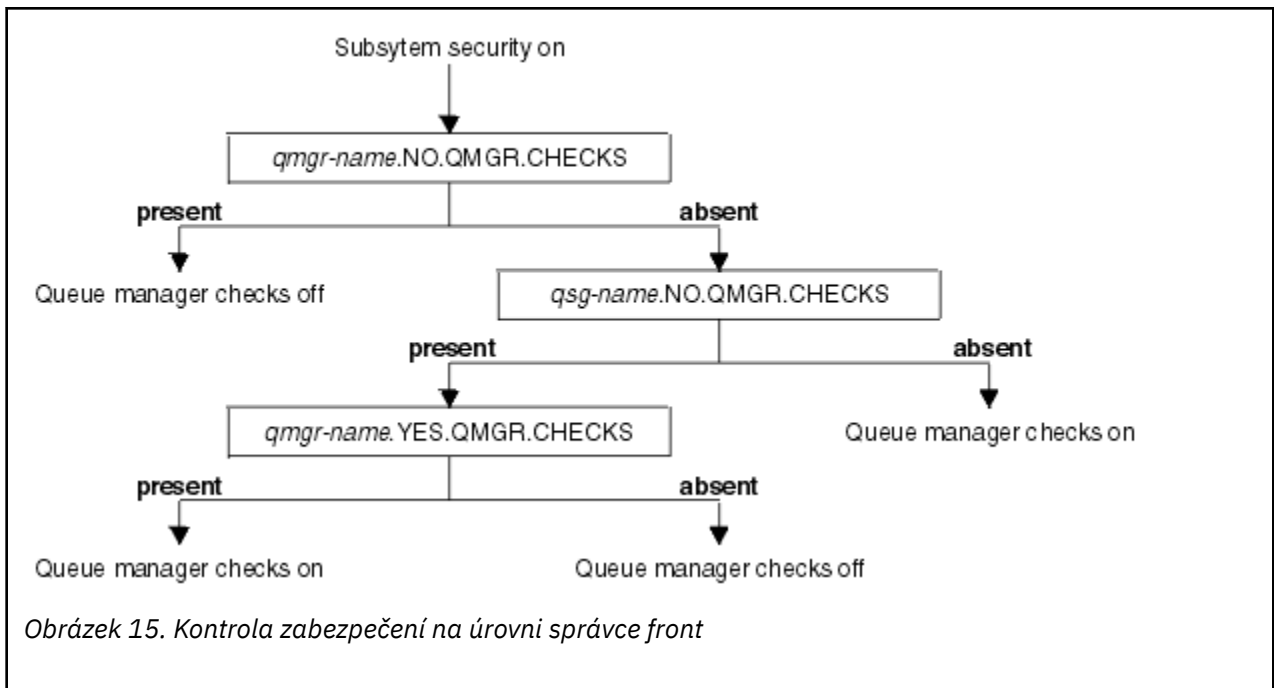 Subsytem security on
qmgr-name.NO.QMGR.CHECKS
present
absent
Queue manager checks off
qsg-name.NO.QMGR.CHECKS
present
absent
qmgr-name.YES.QMGR.CHECKS
Queue manager checks on
present
absent
Queue manager checks on
Queue manager checks off
Obrázek 15. Kontrola zabezpečení na úrovni správce front